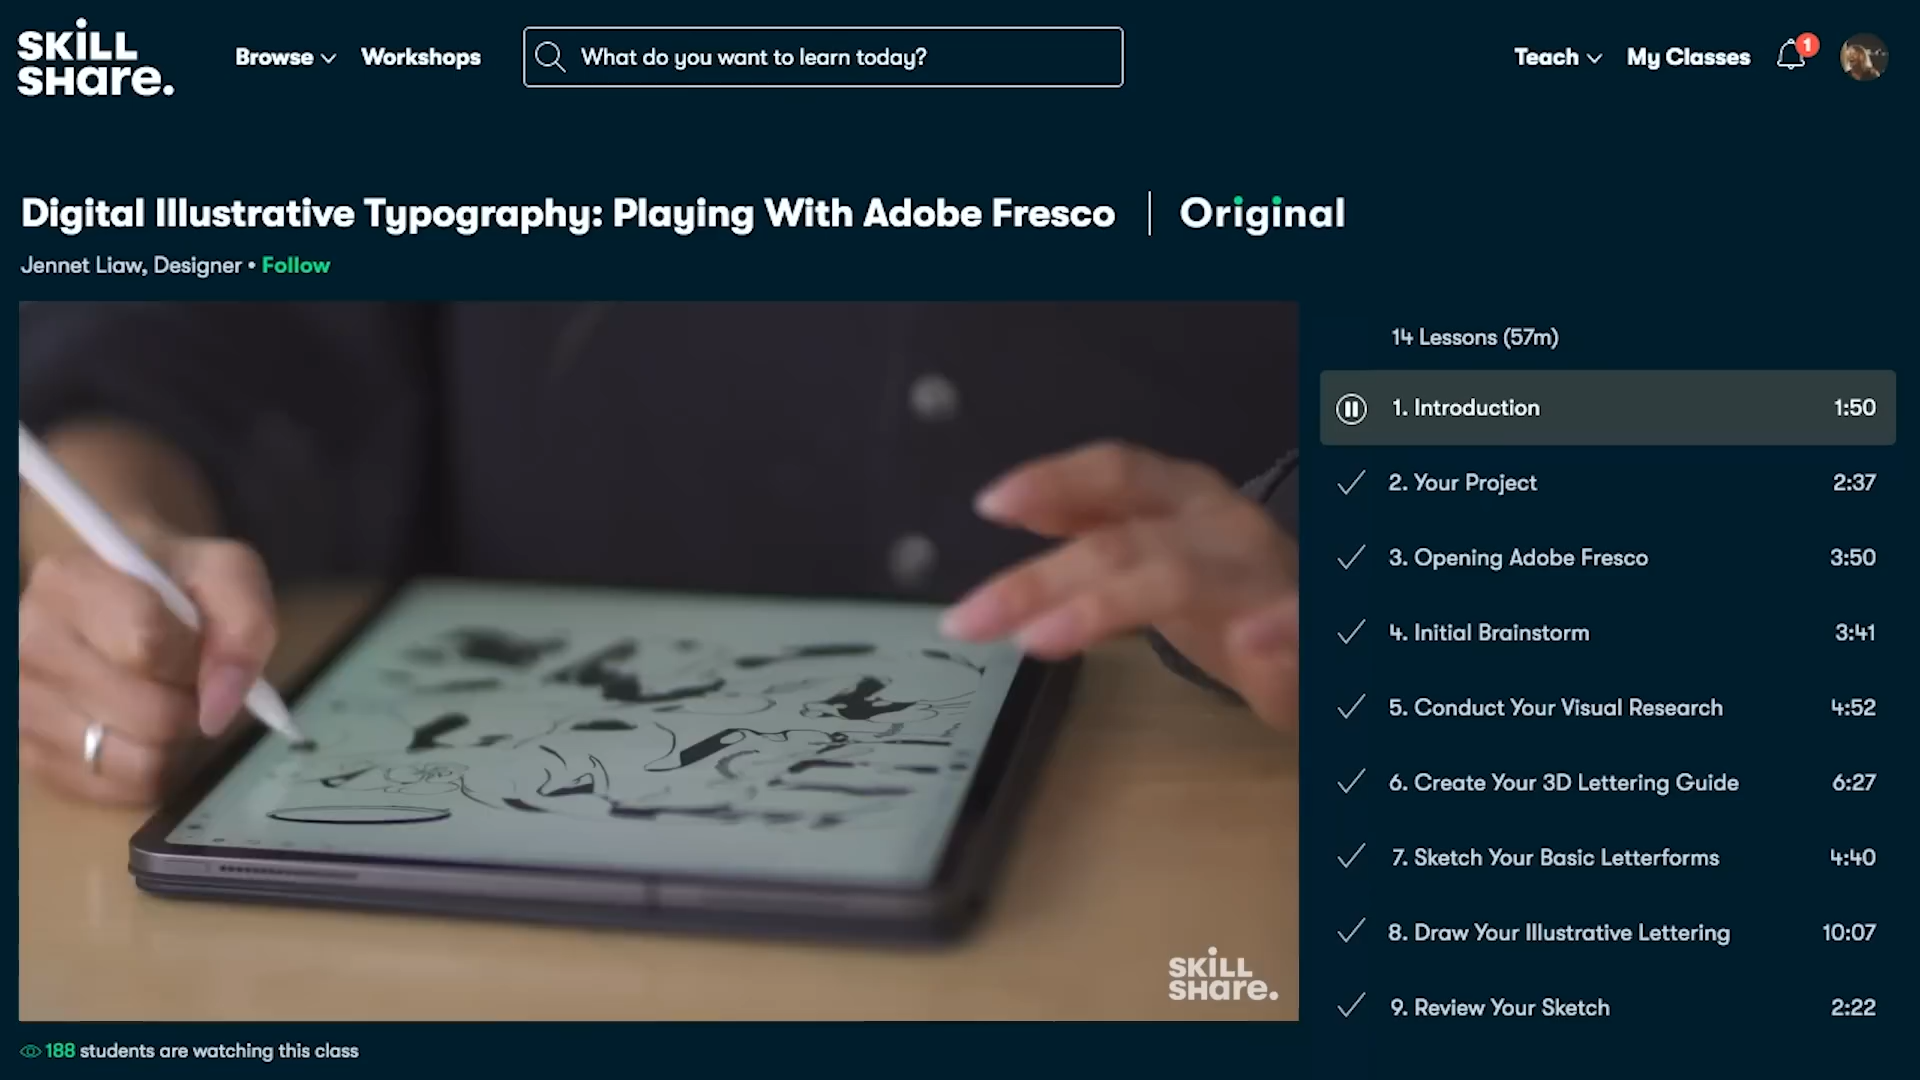 SKILL
SHare.
Browse
Workshops
What do you want to learn today?
Teach
My Classes
1
Digital Illustrative Typography: Playing With Adobe Fresco
Original
Jennet Liaw, Designer • Follow
14 Lessons (57m)
1. Introduction 1:50
2. Your Project 2:37
3. Opening Adobe Fresco 3:50
4. Initial Brainstorm 3:41
5. Conduct Your Visual Research 4:52
6. Create Your 3D Lettering Guide 6:27
7. Sketch Your Basic Letterforms 4:40
8. Draw Your Illustrative Lettering 10:07
9. Review Your Sketch 2:22
SKILL
SHare.
188 students are watching this class